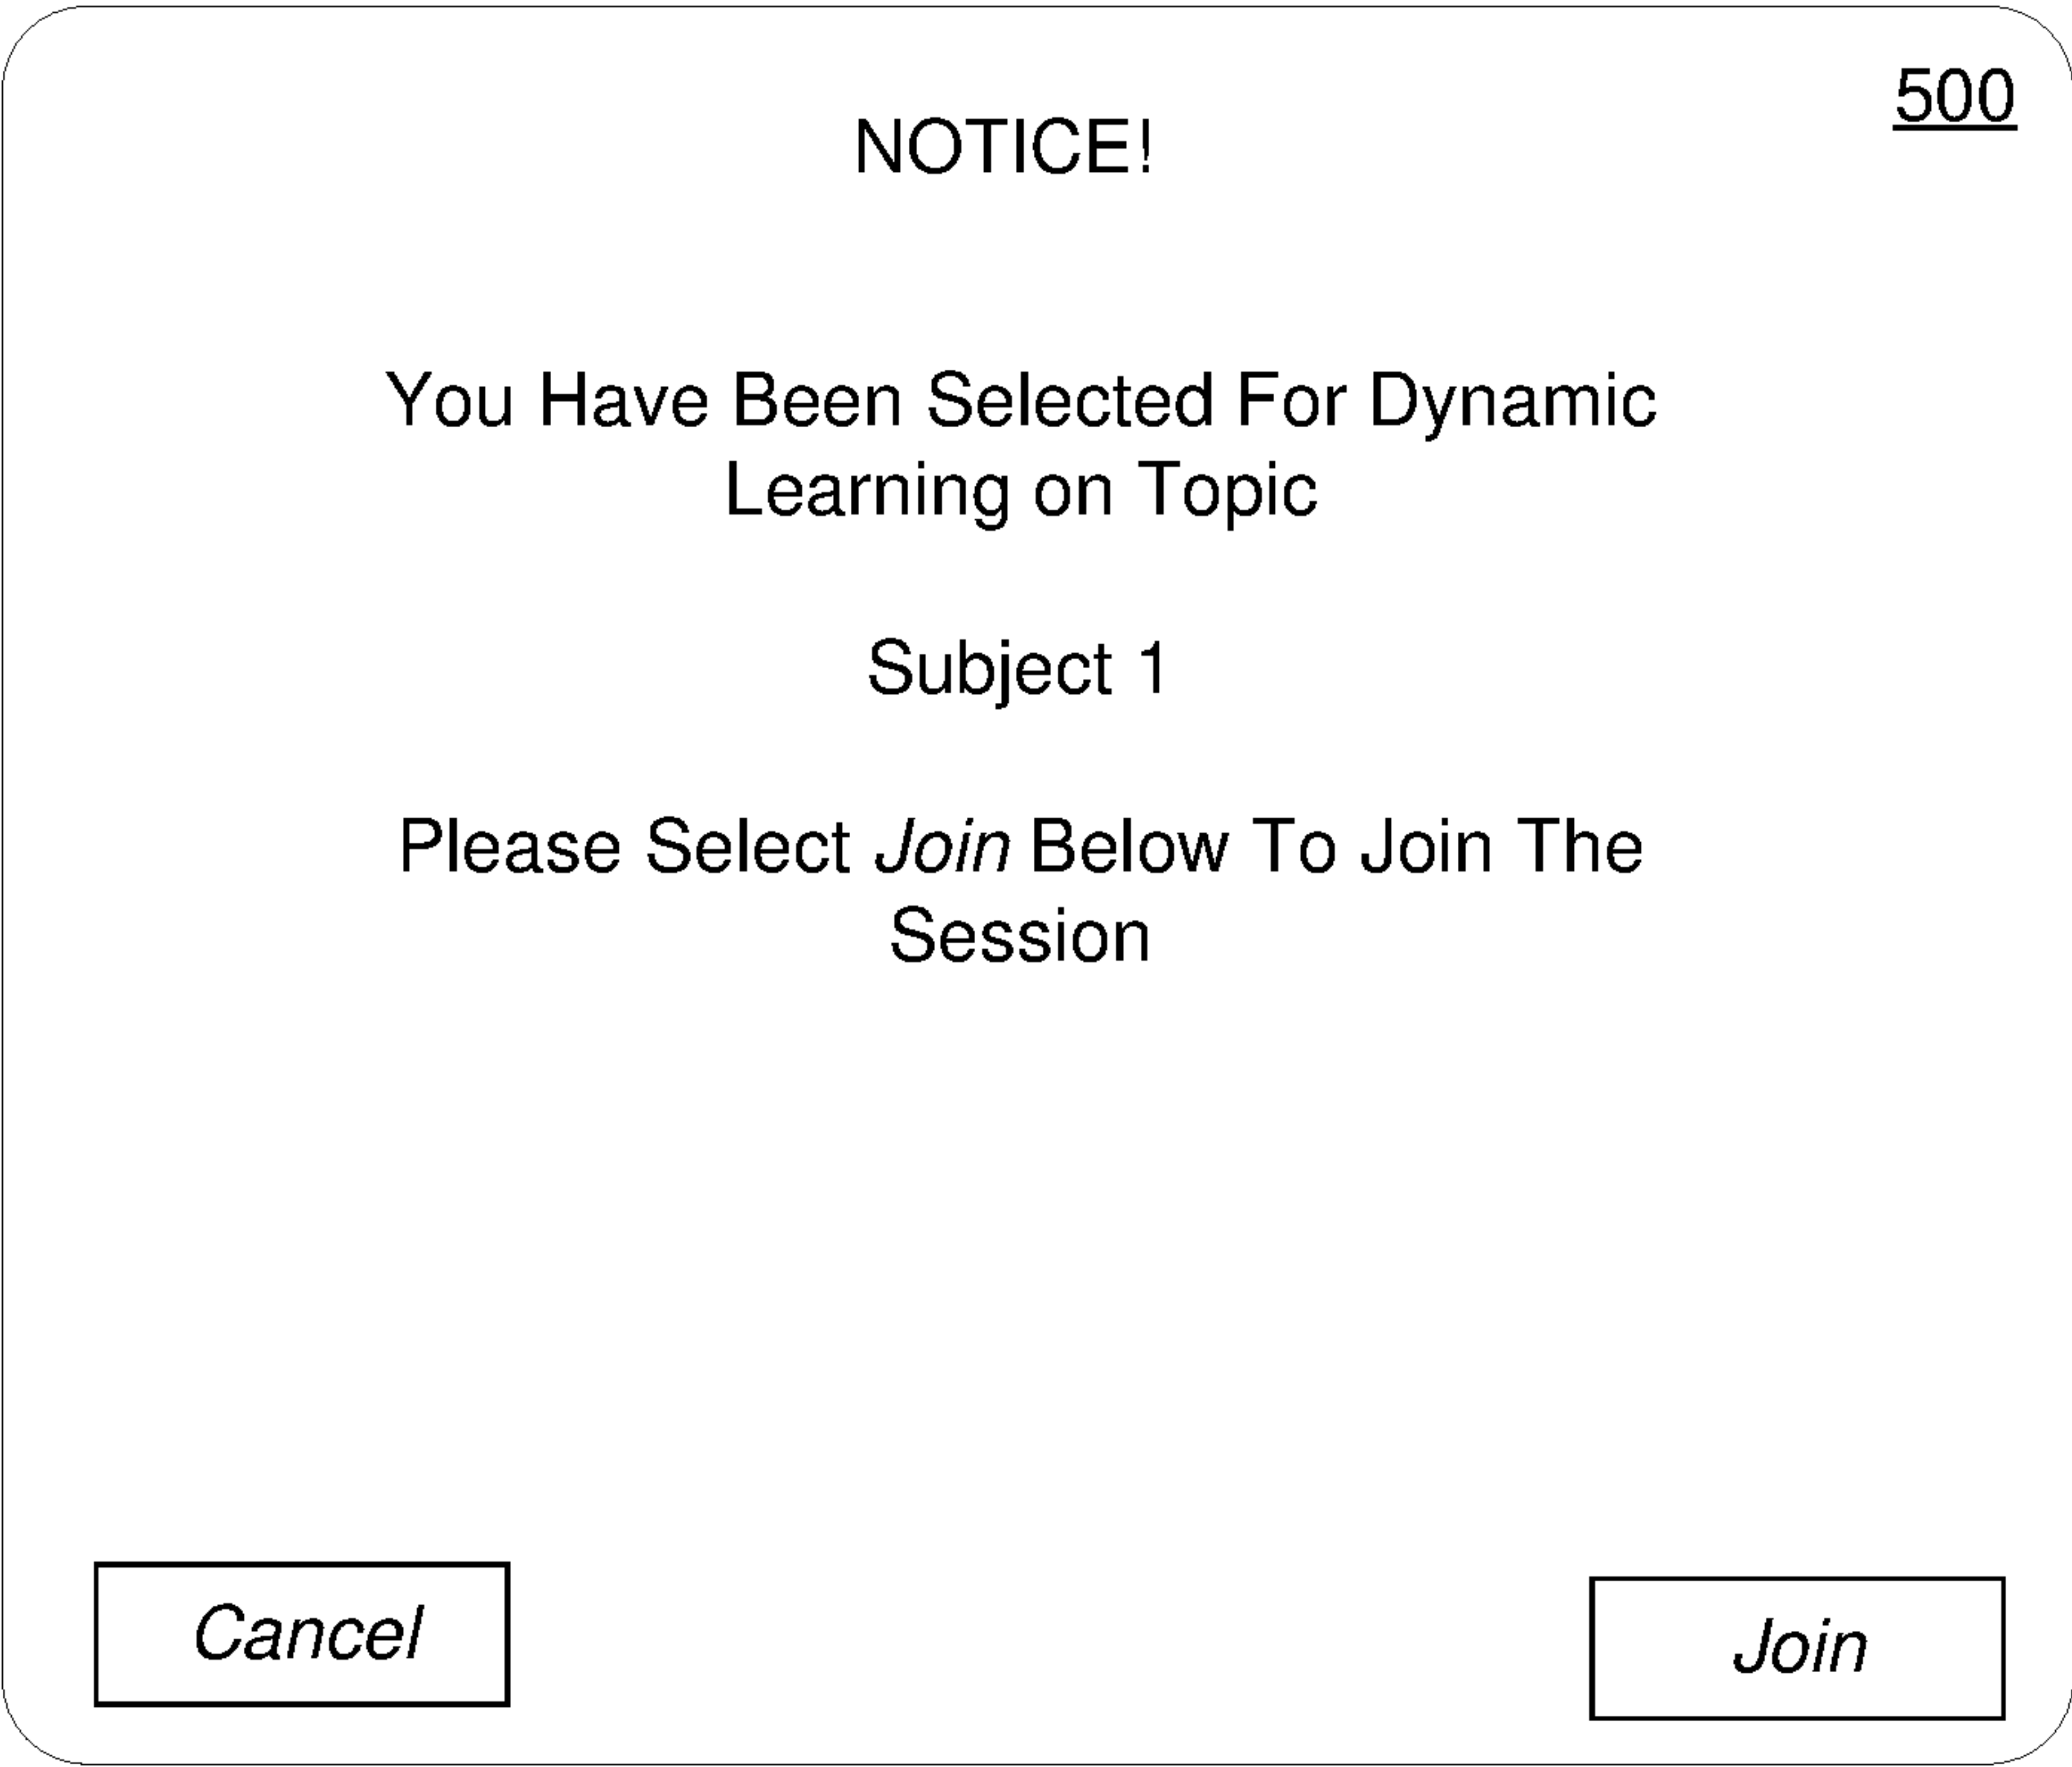 500
NOTICE!
You Have Been Selected For Dynamic
Learning on Topic
Subject 1
Please Select Join Below To Join The
Session
Cancel
Join